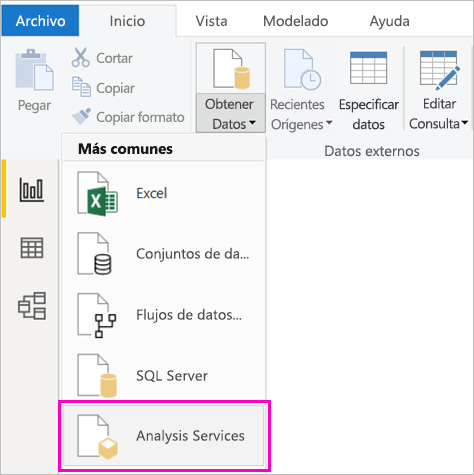 Archivo Inicio Vista Modelado Ayuda
Pegar
Cortar
Copiar
Copiar formato
Obtener
Datos
Recientes
Orígenes
Especificar
datos
Editar
Consulta
Datos externos
Más comunes
Excel
Conjuntos de da...
Flujos de datos...
SQL Server
Analysis Services